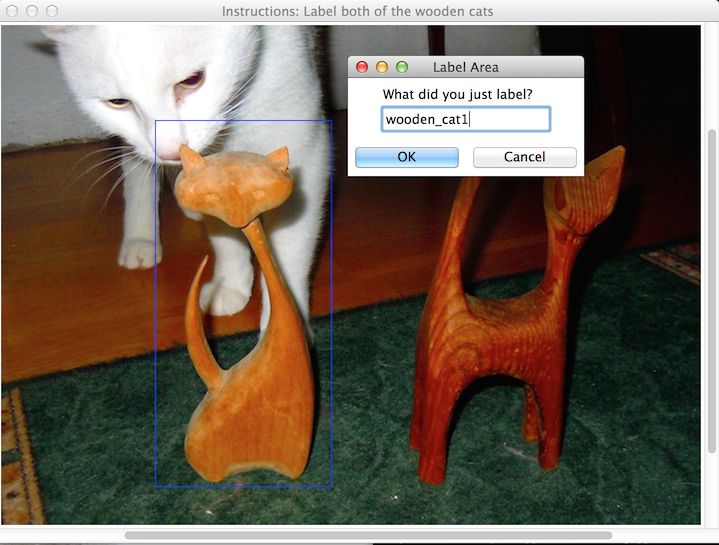 Instructions: Label both of the wooden cats
Label Area
What did you just label?
wooden_cat1
OK
Cancel